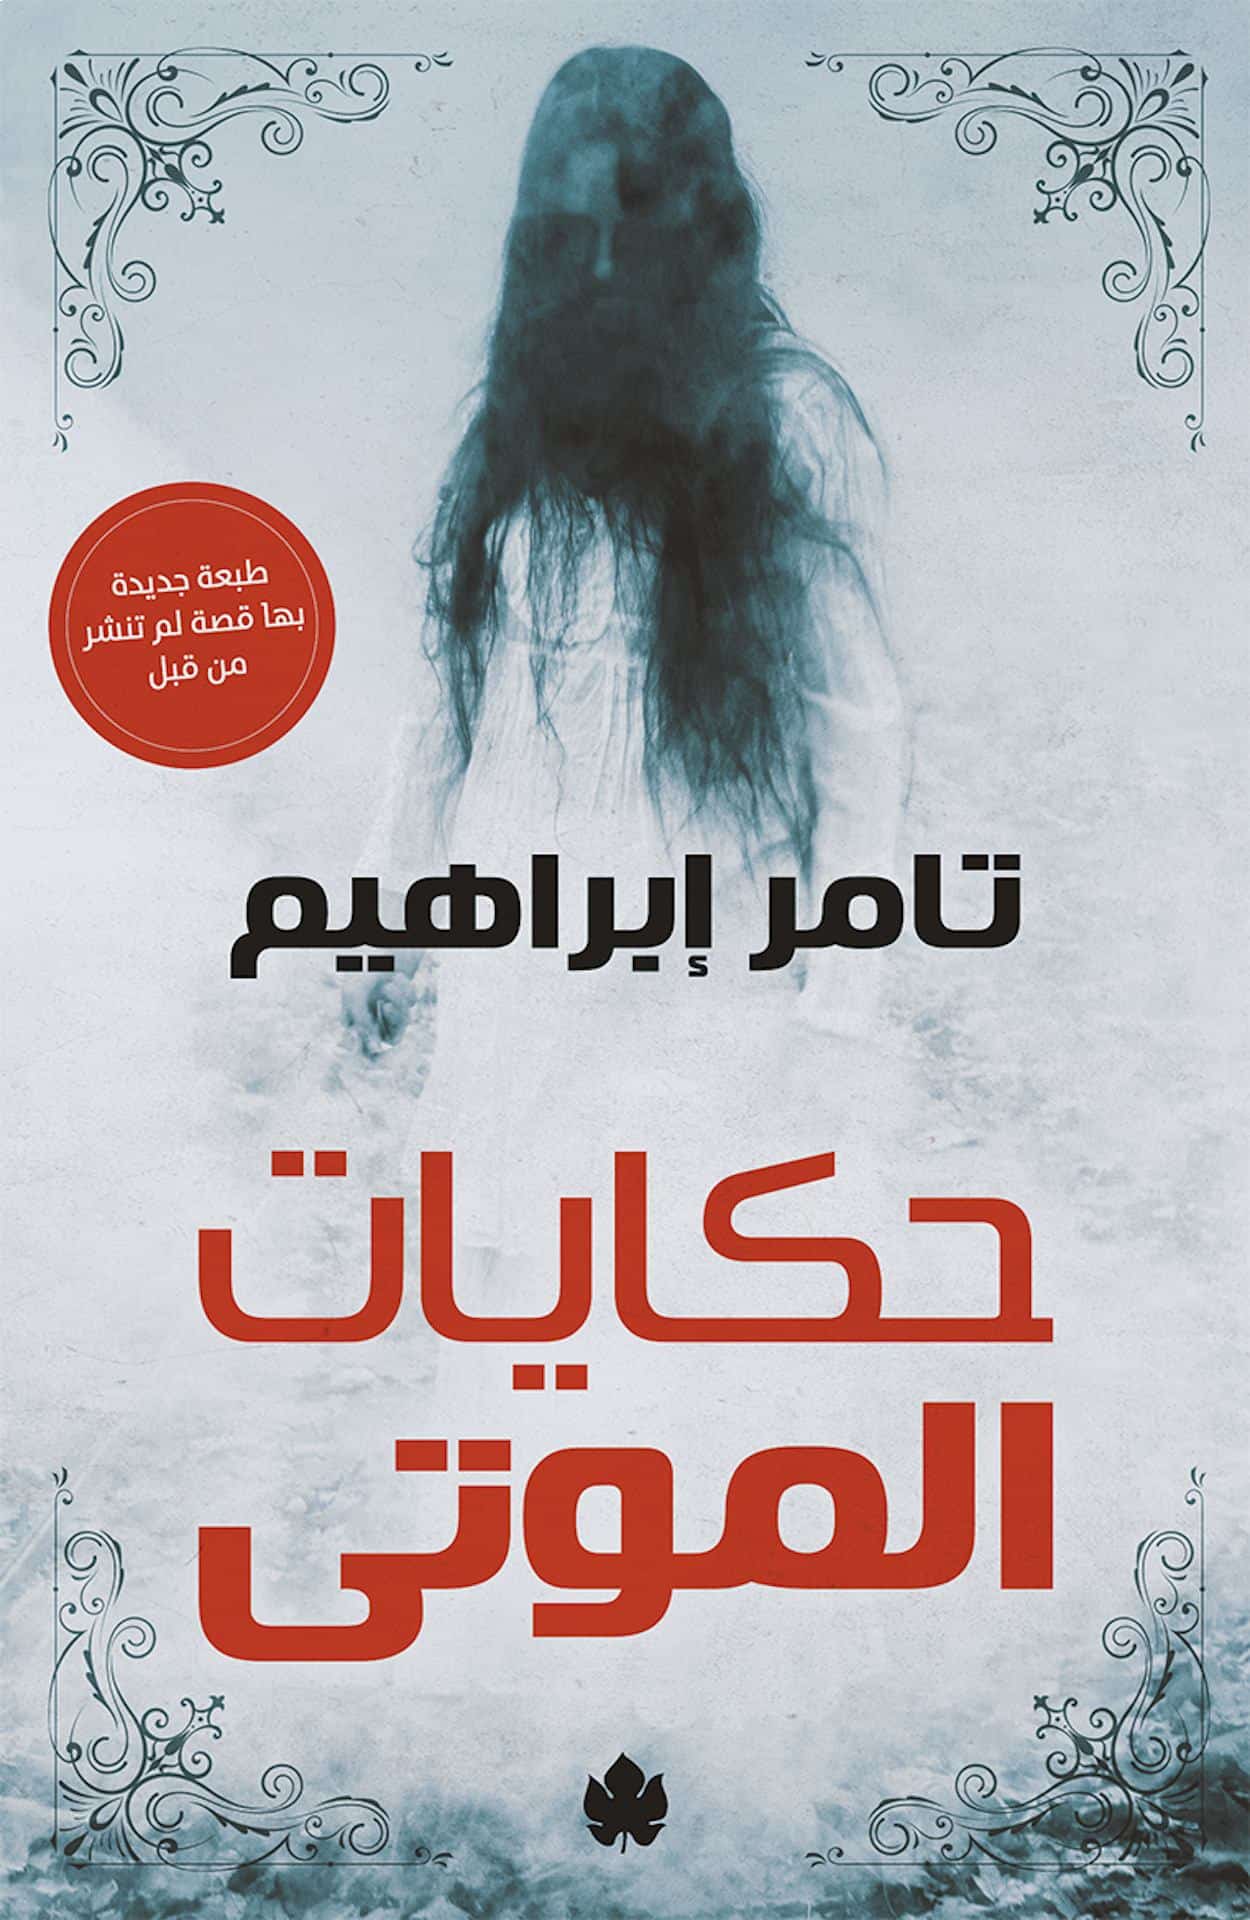 طبعة جديدة
بها قصة لم تنشر
من قبل
تامر إبراهيم
حكايات
الموتى